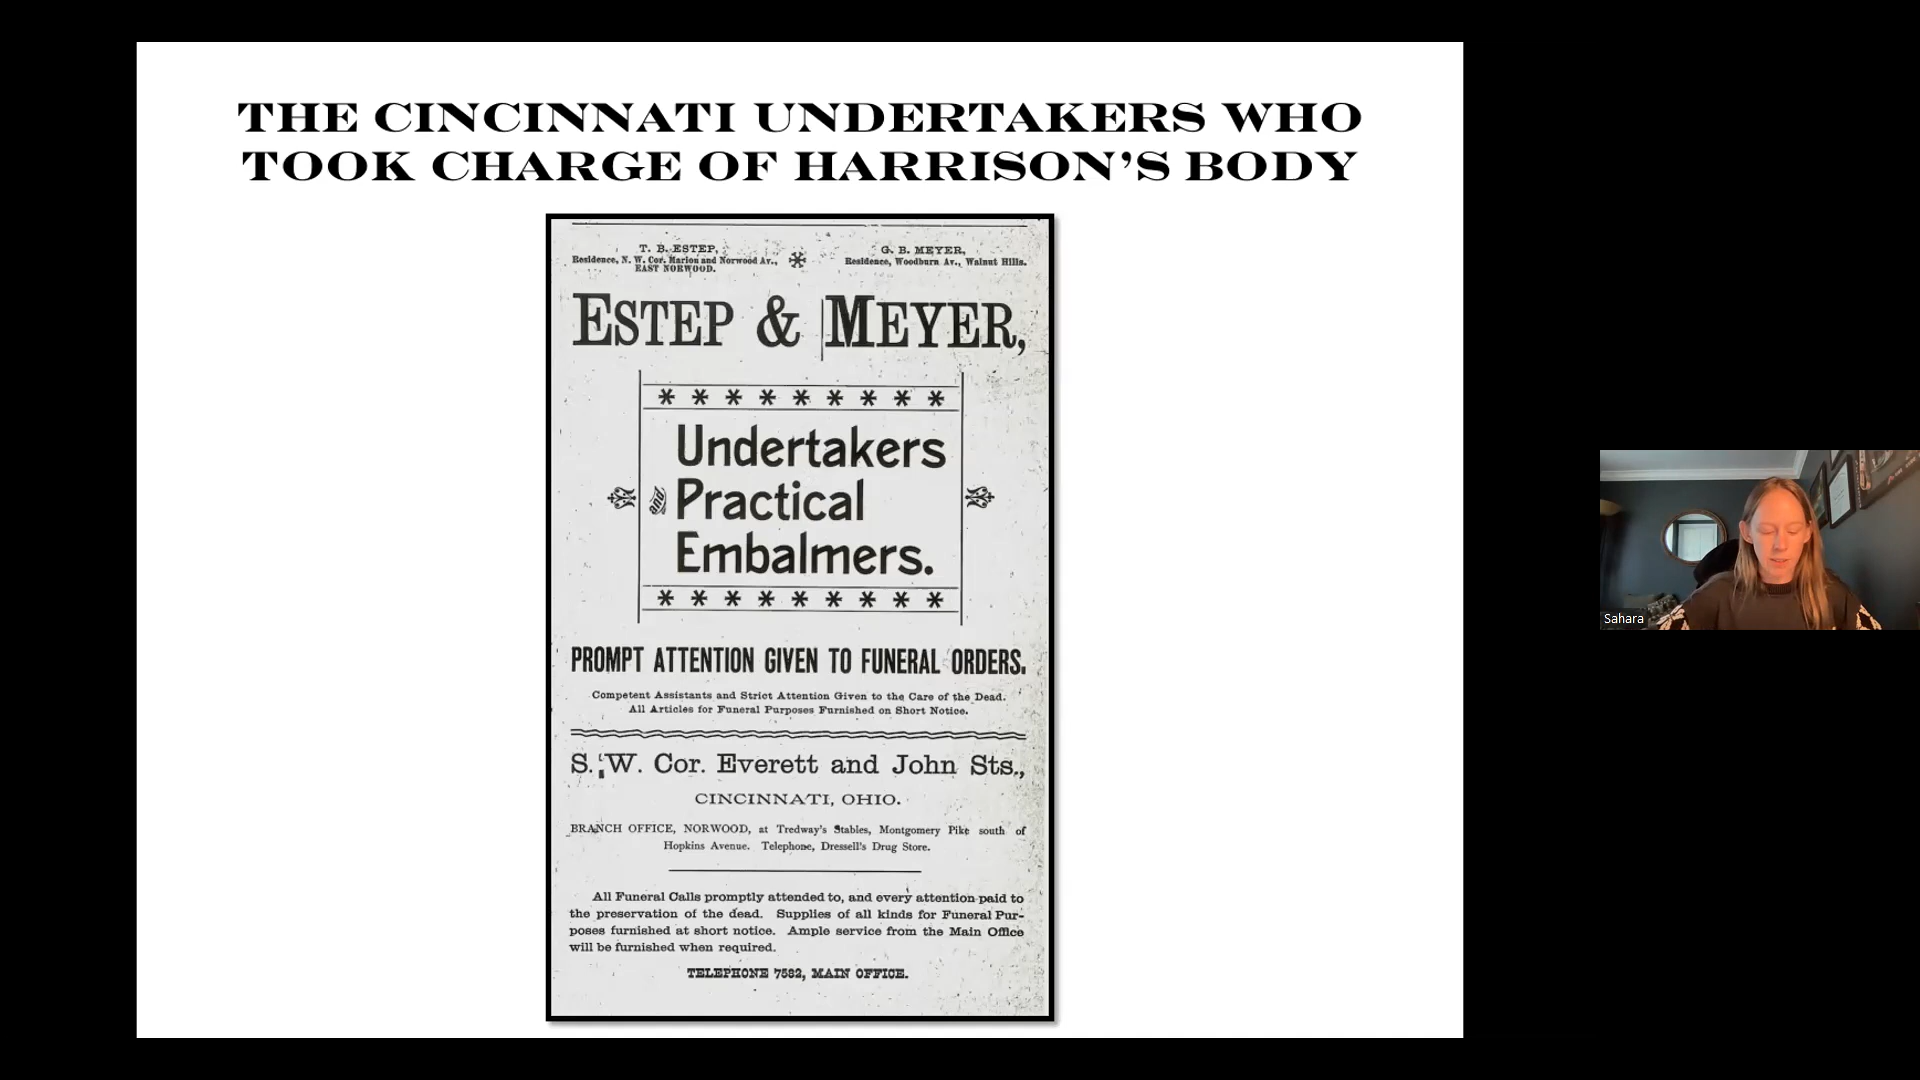 THE CINCINNATI UNDERTAKERS WHO
TOOK CHARGE OF HARRISON'S BODY
T. B. ESTEP,
Residence, N. W. Cor. Marion and Norwood Av.,
EAST NORWOOD.
G. B. MEYER,
Residence, Woodburn Av., Walnut Hills.
ESTEP & MEYER,
Undertakers
and Practical
Embalmers.
PROMPT ATTENTION GIVEN TO FUNERAL ORDERS.
Competent Assistants and Strict Attention Given to the Care of the Dead.
All Articles for Funeral Purposes Furnished on Short Notice.
S. W. Cor. Everett and John Sts.,
CINCINNATI, OHIO.
BRANCH OFFICE, NORWOOD, at Tredway's Stables, Montgomery Pike south of
Hopkins Avenue. Telephone, Dressell's Drug Store.
All Funeral Calls promptly attended to, and every attention paid to
the preservation of the dead. Supplies of all kinds for Funeral Pur-
poses furnished at short notice. Ample service from the Main Office
will be furnished when required.
TELEPHONE 7582, MAIN OFFICE.
Sahara